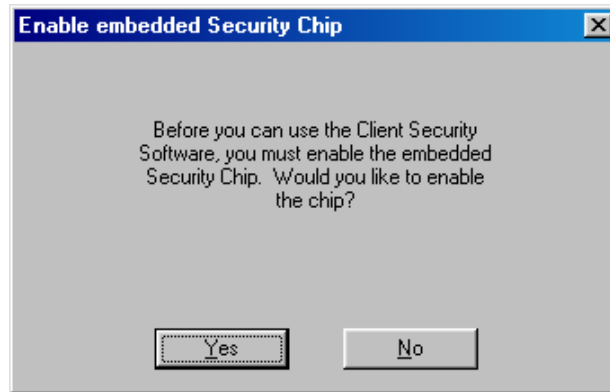 Enable embedded Security Chip
Before you can use the Client Security
Software, you must enable the embedded
Security Chip.  Would you like to enable
the chip?
Yes
No